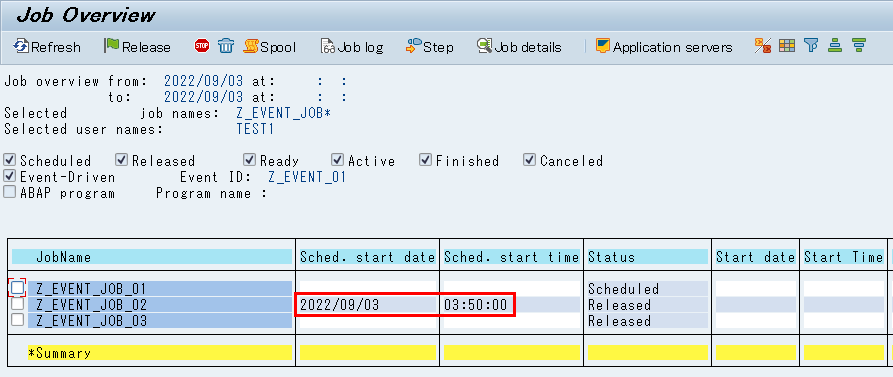 Job Overview
Refresh Release Spool Job log Step Job details Application servers
Job overview from: 2022/09/03 at: : :
to: 2022/09/03 at: : :
Selected job names: Z_EVENT_JOB*
Selected user names: TEST1
Scheduled Released Ready Active Finished Canceled
Event-Driven Event ID: Z_EVENT_01
ABAP program Program name :
JobName Sched. start date Sched. start time Status Start date Start Time
Z_EVENT_JOB_01 Scheduled
Z_EVENT_JOB_02 2022/09/03 03:50:00 Released
Z_EVENT_JOB_03 Released
*Summary